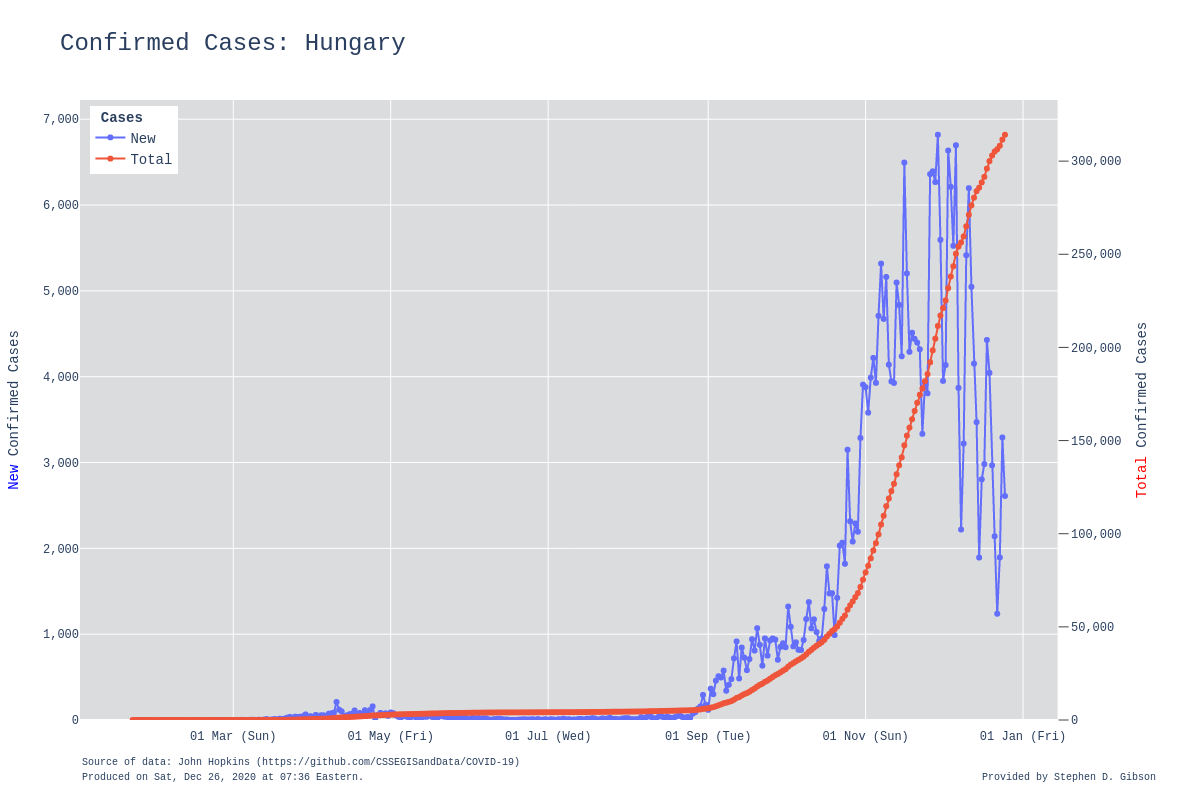 Confirmed Cases: Hungary
Cases
New
Total
7,000
6,000
5,000
4,000
3,000
2,000
1,000
0
New Confirmed Cases
300,000
250,000
200,000
150,000
100,000
50,000
0
Total Confirmed Cases
01 Mar (Sun) 01 May (Fri) 01 Jul (Wed) 01 Sep (Tue) 01 Nov (Sun) 01 Jan (Fri)
Source of data: John Hopkins (https://github.com/CSSEGISandData/COVID-19)
Produced on Sat, Dec 26, 2020 at 07:36 Eastern.
Provided by Stephen D. Gibson